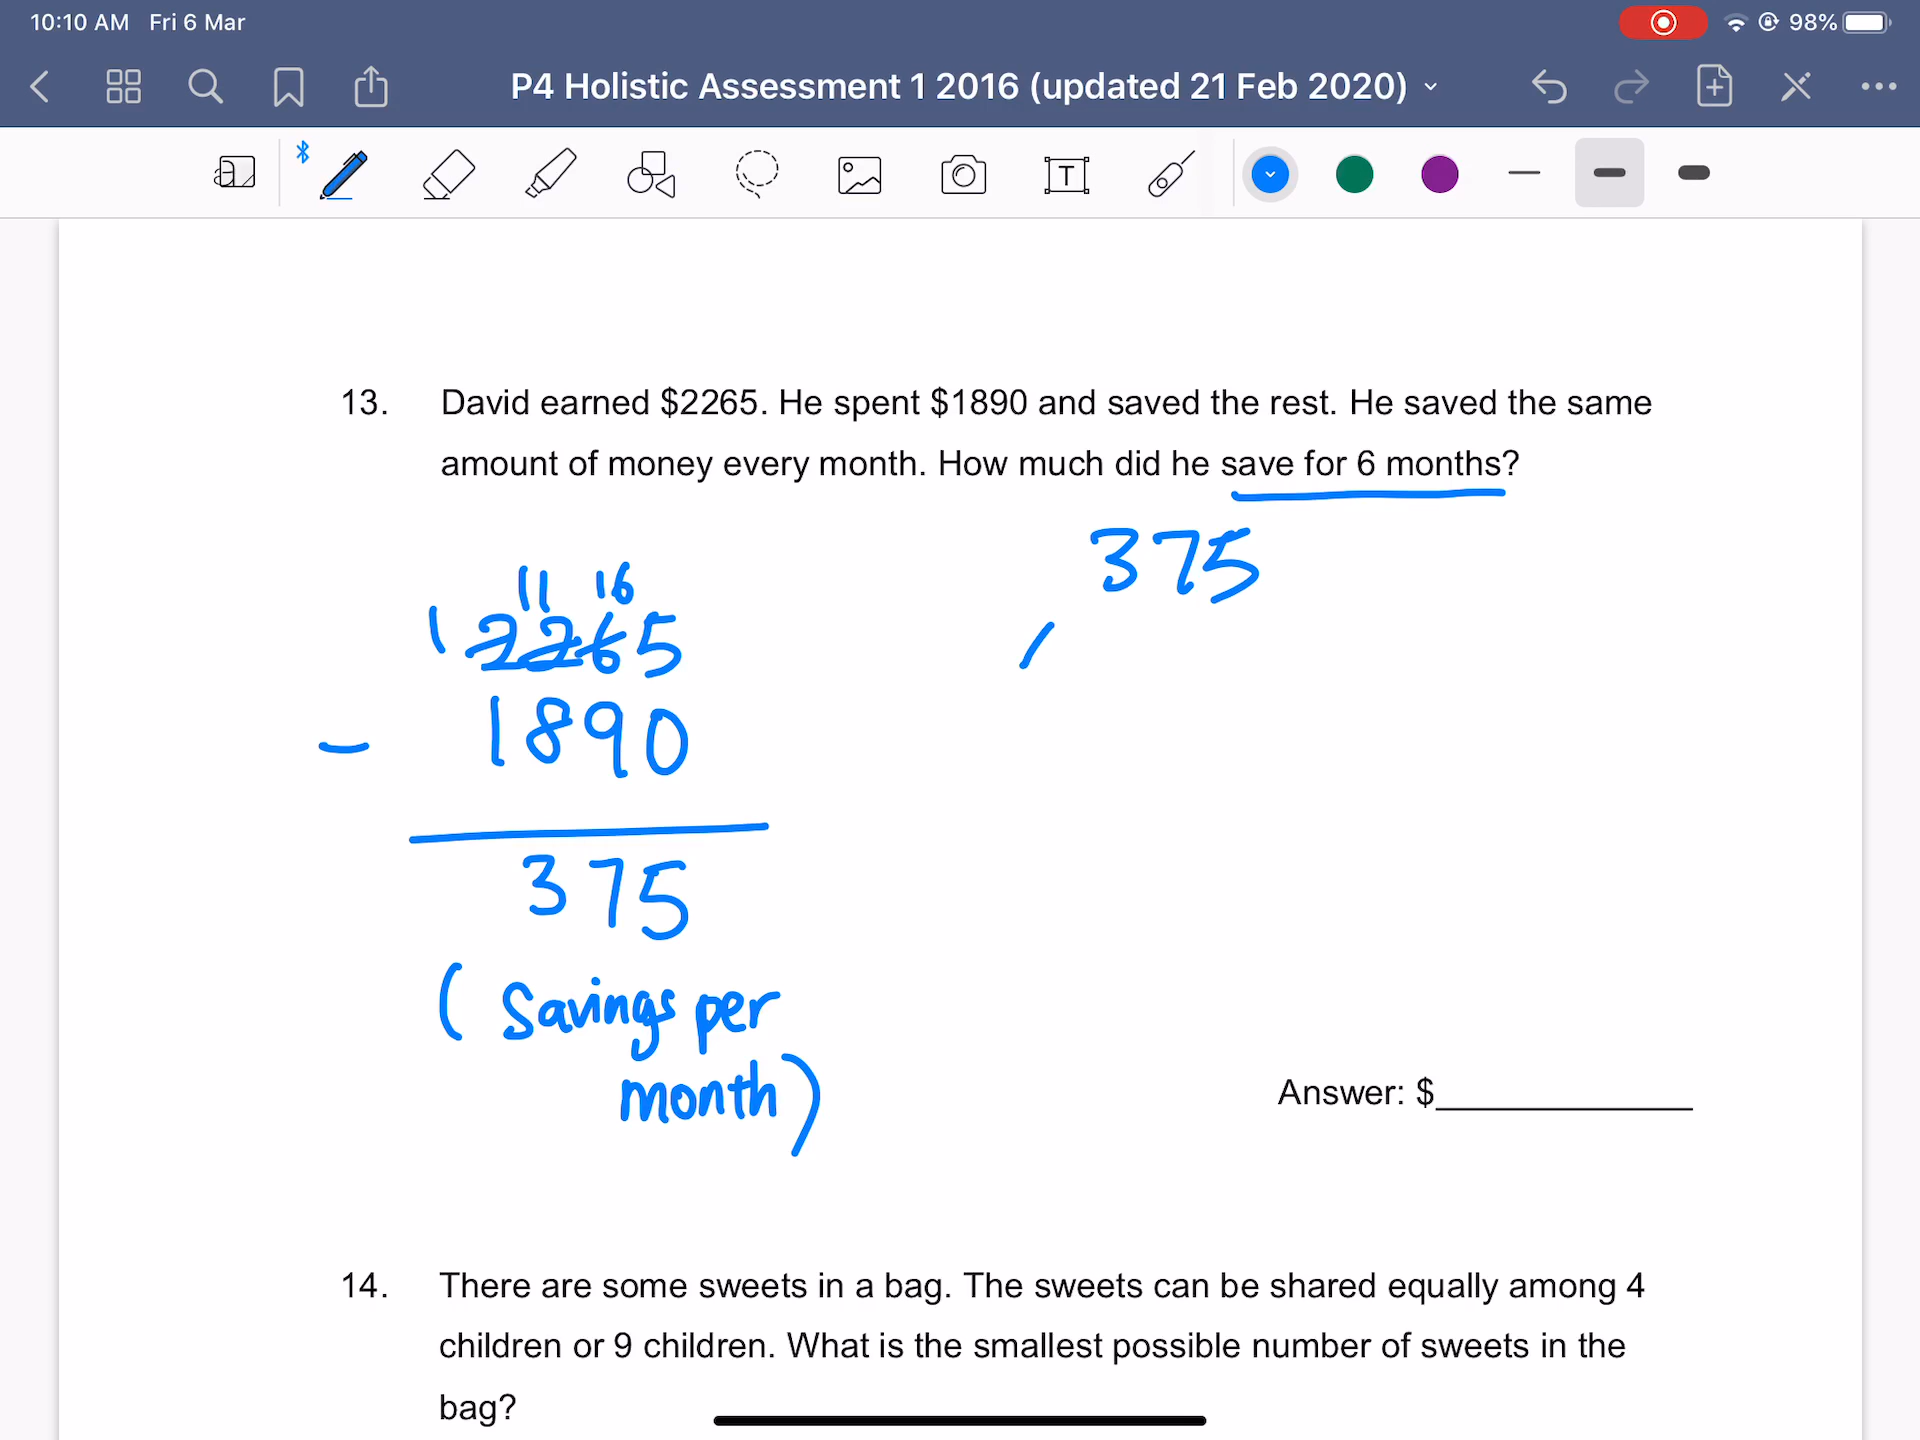 10:10 AM Fri 6 Mar 98%
P4 Holistic Assessment 1 2016 (updated 21 Feb 2020)
13. David earned $2265. He spent $1890 and saved the rest. He saved the same
amount of money every month. How much did he save for 6 months?
375
11 16
1 2265
- 1890
375
( Savings per
month )
Answer: $____________
14. There are some sweets in a bag. The sweets can be shared equally among 4
children or 9 children. What is the smallest possible number of sweets in the
bag?